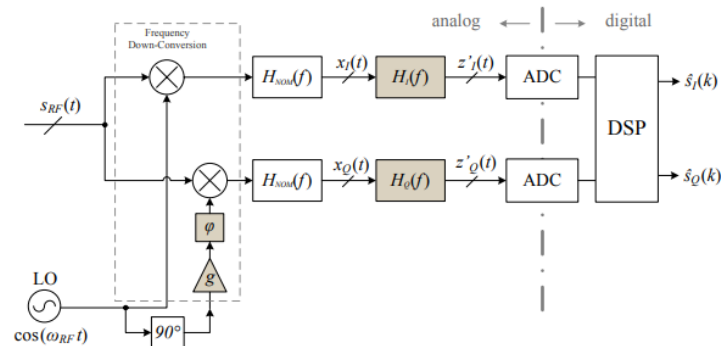 analog digital
Frequency
Down-Conversion
x_I(t) z'_I(t)
H_NOM(f) H_I(f) ADC ŝ_I(k)
s_RF(t)
DSP
x_Q(t) z'_Q(t)
H_NOM(f) H_Q(f) ADC ŝ_Q(k)
φ
g
LO
cos(ω_RF t) 90°